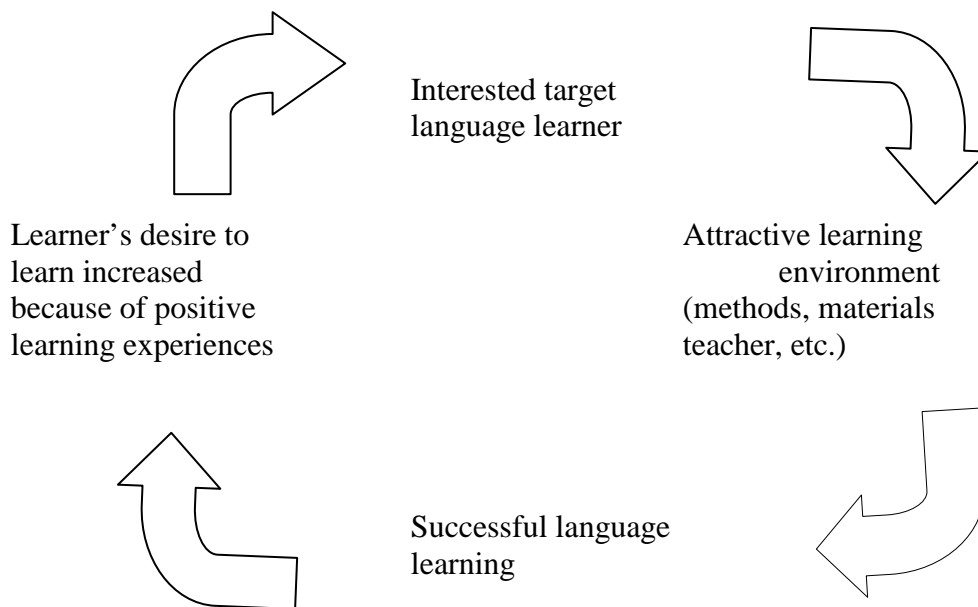 Interested target
language learner
Learner's desire to
learn increased
because of positive
learning experiences
Attractive learning
environment
(methods, materials
teacher, etc.)
Successful language
learning